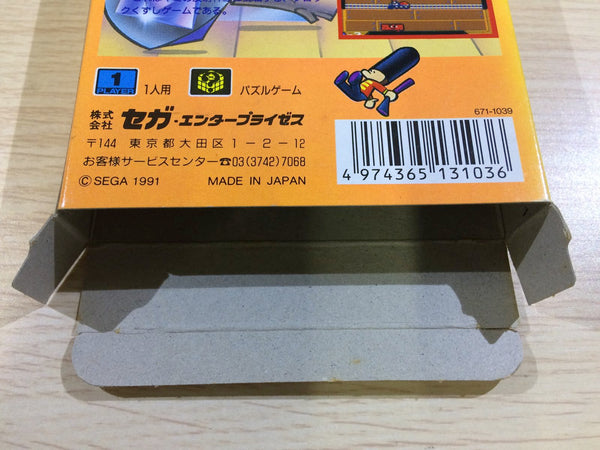 くずしゲームである。
1
PLAYER
1人用
パズルゲーム
671-1039
株式
会社
セガ・エンタープライゼス
〒144 東京都大田区1-2-12
お客様サービスセンター☎03(3742)7068
© SEGA 1991 MADE IN JAPAN
4 974365 131036